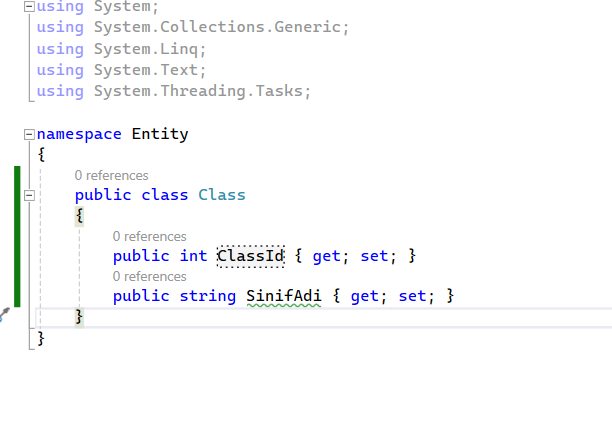 using System;
using System.Collections.Generic;
using System.Linq;
using System.Text;
using System.Threading.Tasks;
namespace Entity
{
0 references
public class Class
{
0 references
public int ClassId { get; set; }
0 references
public string SinifAdi { get; set; }
}
}